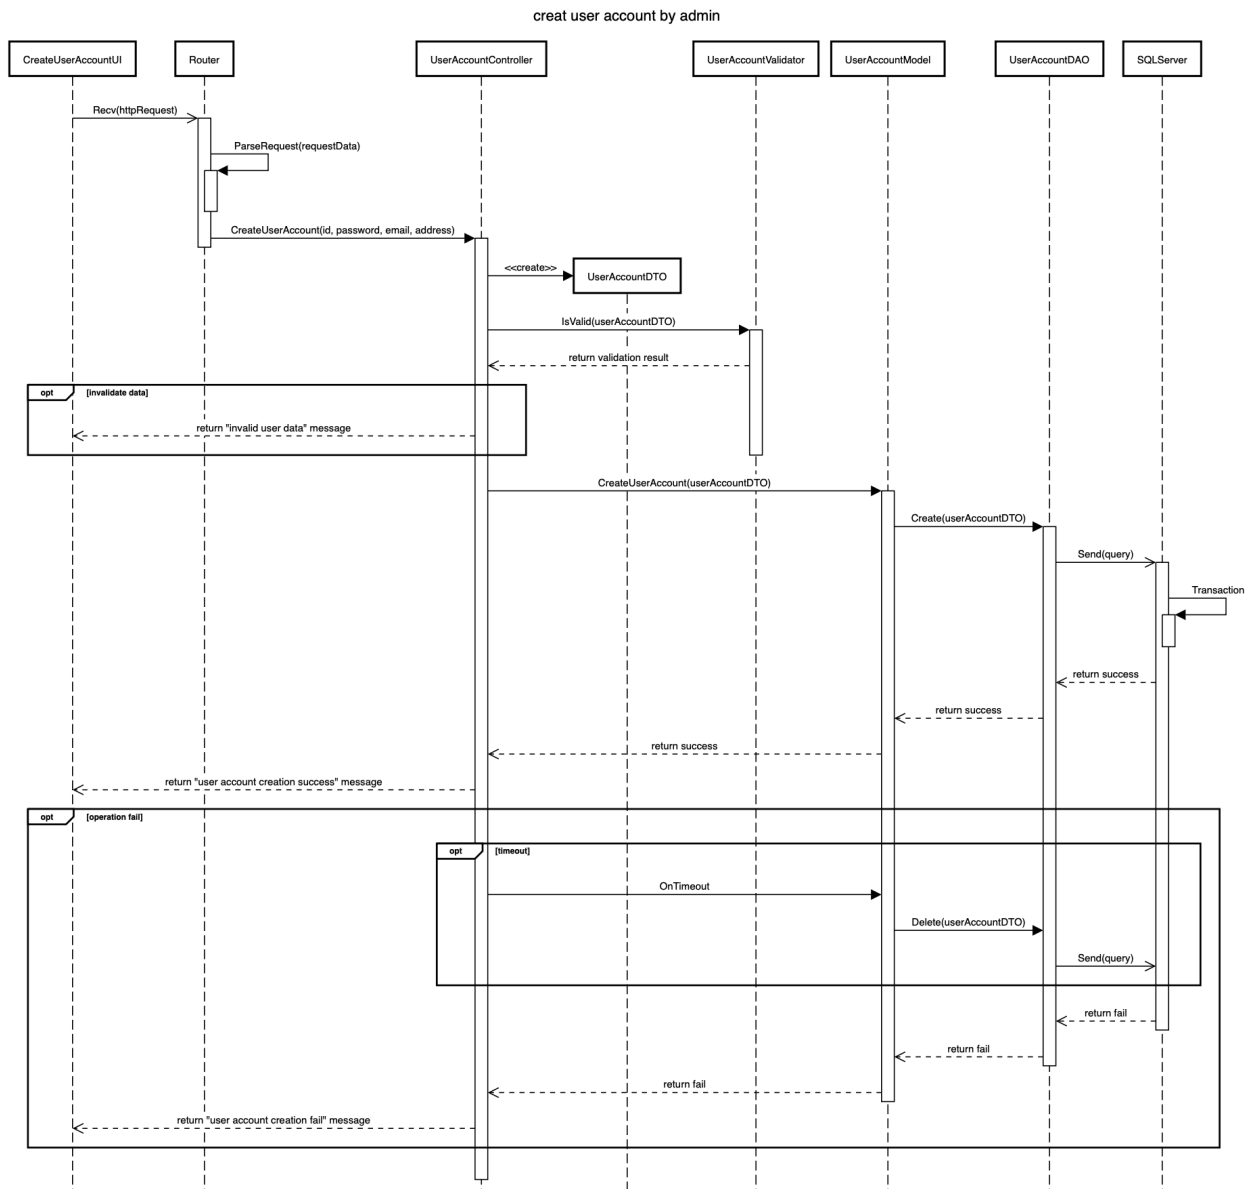 creat user account by admin
CreateUserAccountUI
Router
UserAccountController
UserAccountValidator
UserAccountModel
UserAccountDAO
SQLServer
Recv(httpRequest)
ParseRequest(requestData)
CreateUserAccount(id, password, email, address)
<<create>>
UserAccountDTO
IsValid(userAccountDTO)
return validation result
opt
[invalidate data]
return "invalid user data" message
CreateUserAccount(userAccountDTO)
Create(userAccountDTO)
Send(query)
Transaction
return success
return success
return success
return "user account creation success" message
opt
[operation fail]
opt
[timeout]
OnTimeout
Delete(userAccountDTO)
Send(query)
return fail
return fail
return fail
return "user account creation fail" message